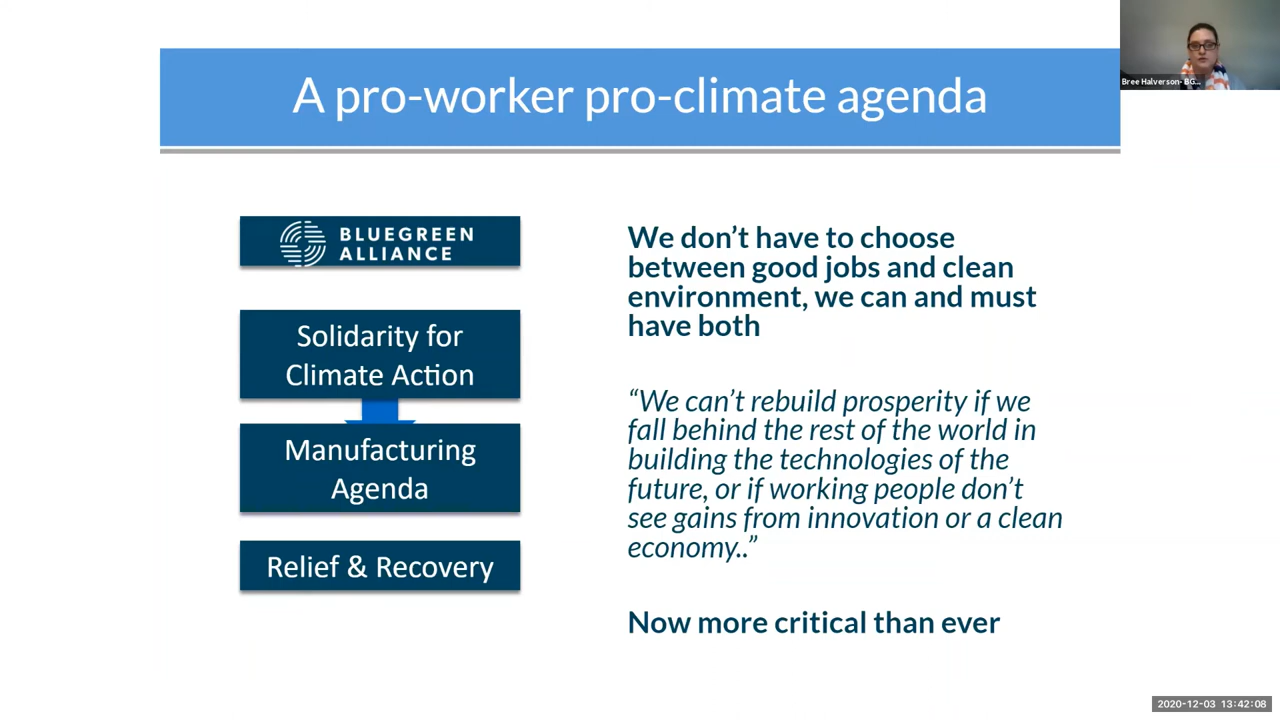 A pro-worker pro-climate agenda
Bree Halverson- BG...
BLUEGREEN
ALLIANCE
Solidarity for
Climate Action
Manufacturing
Agenda
Relief & Recovery
We don't have to choose
between good jobs and clean
environment, we can and must
have both
“We can't rebuild prosperity if we
fall behind the rest of the world in
building the technologies of the
future, or if working people don't
see gains from innovation or a clean
economy..”
Now more critical than ever
2020-12-03 13:42:08